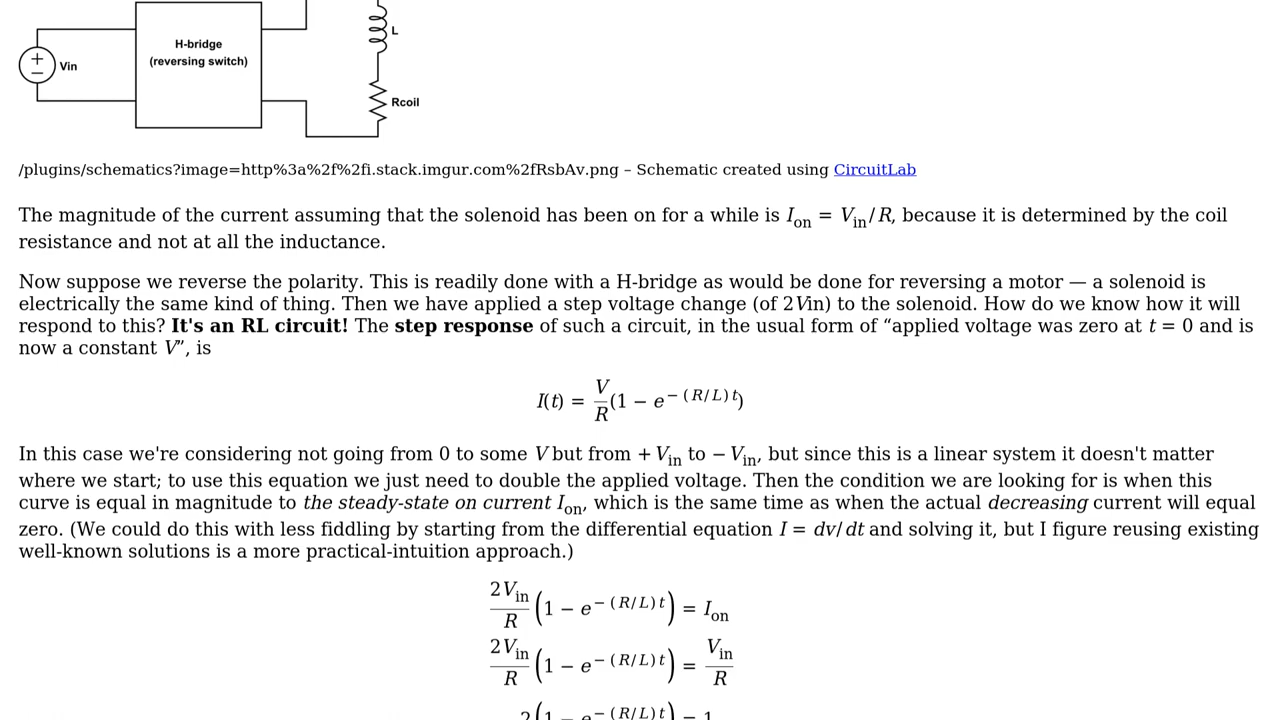 L
H-bridge
(reversing switch)
+
−
Vin
Rcoil
/plugins/schematics?image=http%3a%2f%2fi.stack.imgur.com%2fRsbAv.png – Schematic created using CircuitLab
The magnitude of the current assuming that the solenoid has been on for a while is I_on = V_in/R, because it is determined by the coil
resistance and not at all the inductance.
Now suppose we reverse the polarity. This is readily done with a H-bridge as would be done for reversing a motor — a solenoid is
electrically the same kind of thing. Then we have applied a step voltage change (of 2Vin) to the solenoid. How do we know how it will
respond to this? It's an RL circuit! The step response of such a circuit, in the usual form of “applied voltage was zero at t = 0 and is
now a constant V”, is
I(t) = V/R(1 − e^−(R/L)t)
In this case we're considering not going from 0 to some V but from +V_in to −V_in, but since this is a linear system it doesn't matter
where we start; to use this equation we just need to double the applied voltage. Then the condition we are looking for is when this
curve is equal in magnitude to the steady-state on current I_on, which is the same time as when the actual decreasing current will equal
zero. (We could do this with less fiddling by starting from the differential equation I = dv/dt and solving it, but I figure reusing existing
well-known solutions is a more practical-intuition approach.)
2V_in/R (1 − e^−(R/L)t) = I_on
2V_in/R (1 − e^−(R/L)t) = V_in/R
2(1 − e^−(R/L)t) = 1